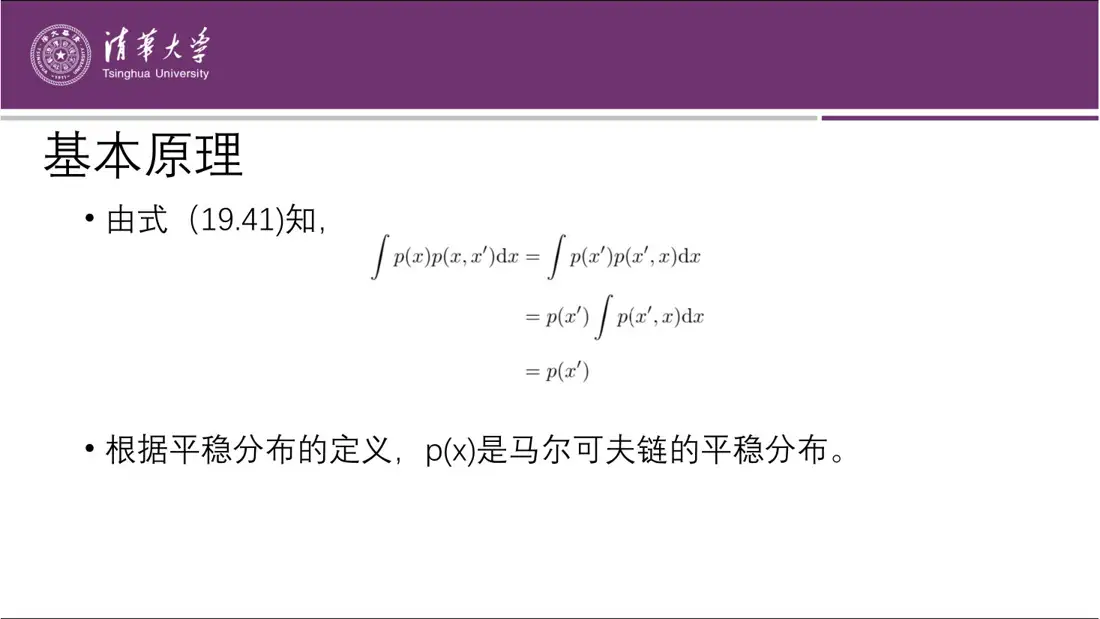 清华大学
Tsinghua University
基本原理
• 由式（19.41)知，
∫ p(x)p(x, x′)dx = ∫ p(x′)p(x′, x)dx
= p(x′) ∫ p(x′, x)dx
= p(x′)
• 根据平稳分布的定义，p(x)是马尔可夫链的平稳分布。